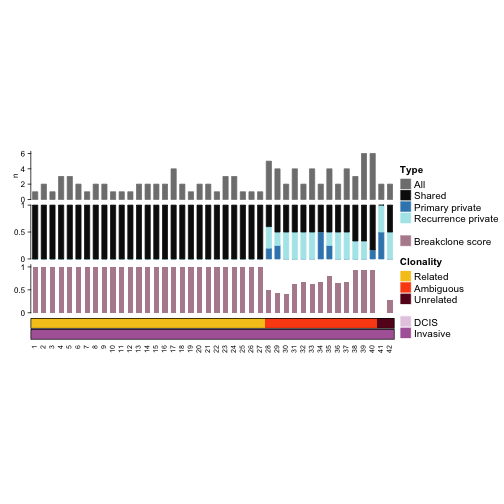 6
4
2
0
n
1
0.5
0
1
0.5
0
1 2 3 4 5 6 7 8 9 10 11 12 13 14 15 16 17 18 19 20 21 22 23 24 25 26 27 28 29 30 31 32 33 34 35 36 37 38 39 40 41 42
Type
All
Shared
Primary private
Recurrence private
Breakclone score
Clonality
Related
Ambiguous
Unrelated
DCIS
Invasive